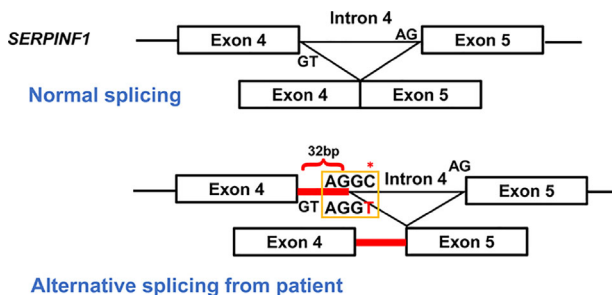 Intron 4
SERPINF1
Exon 4
AG
Exon 5
GT
Normal splicing
Exon 4
Exon 5
32bp
*
AG
AGGC
Intron 4
Exon 4
Exon 5
GT
AGGT
Exon 4
Exon 5
Alternative splicing from patient